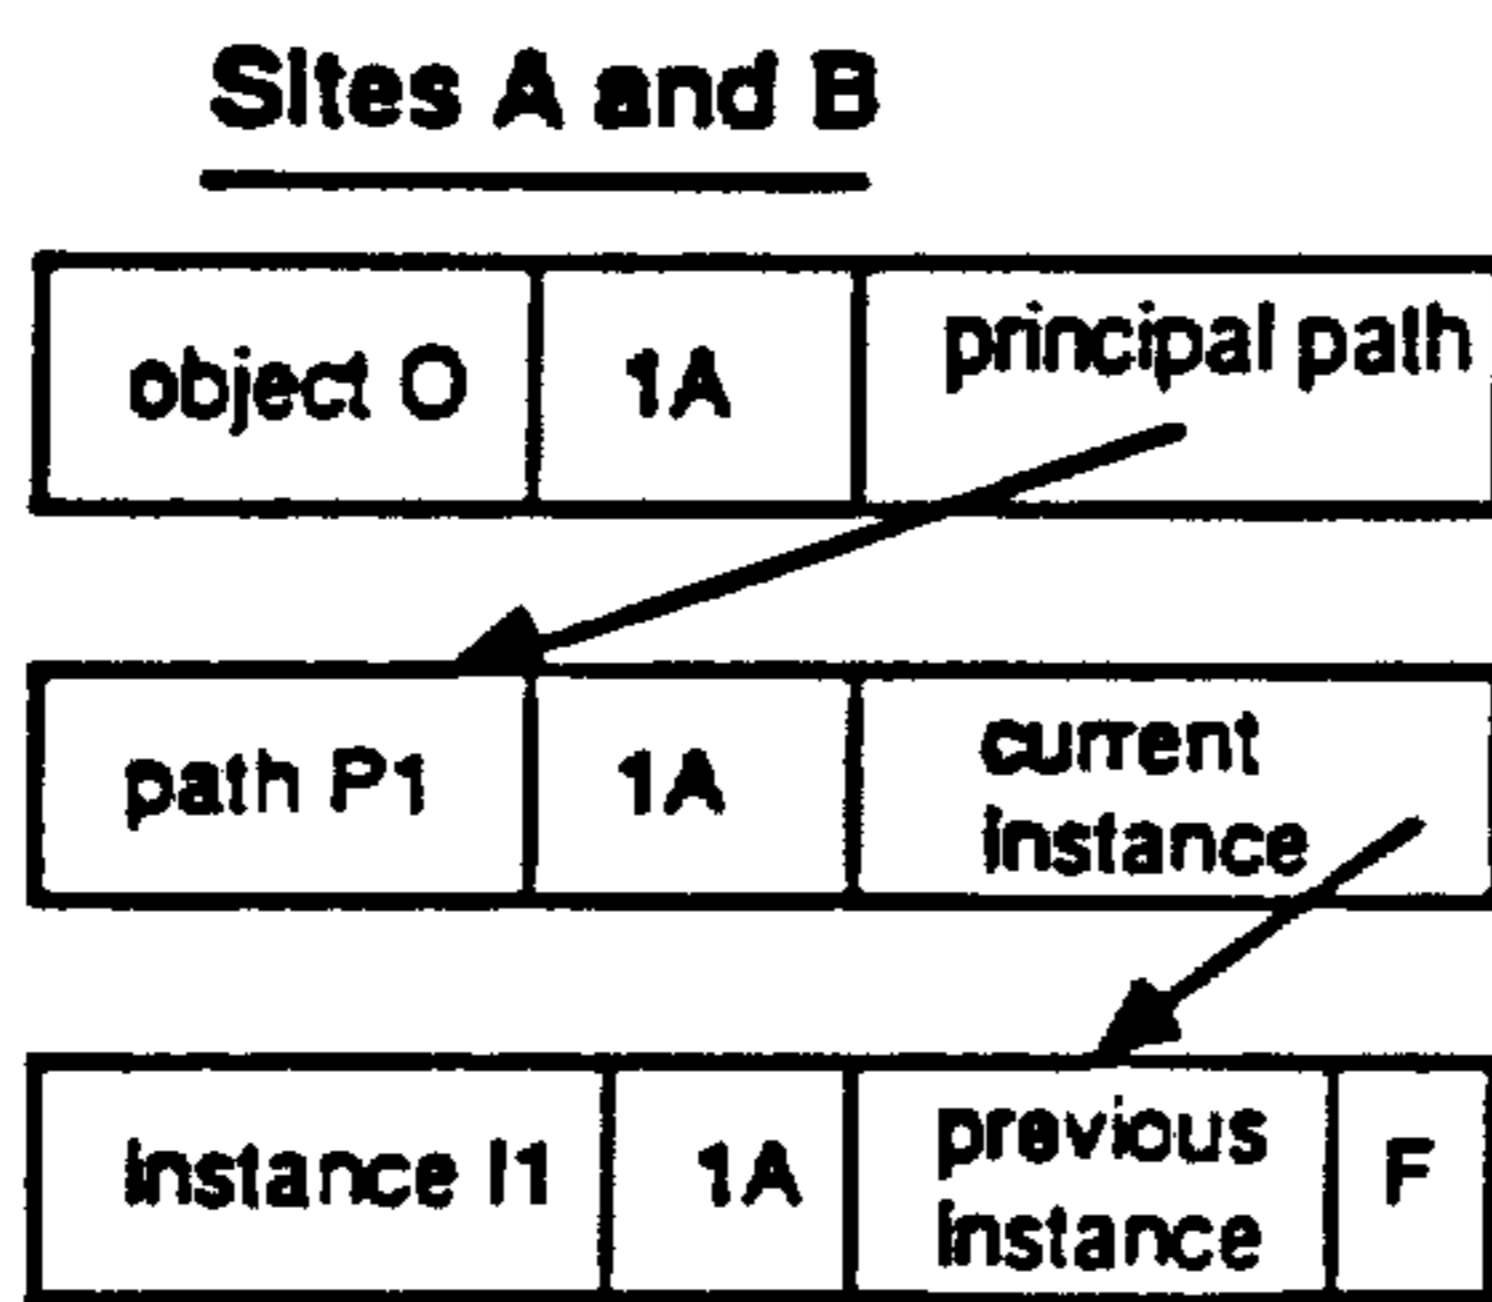 Sites A and B
object O 1A principal path
path P1 1A current
instance
instance I1 1A previous
instance F